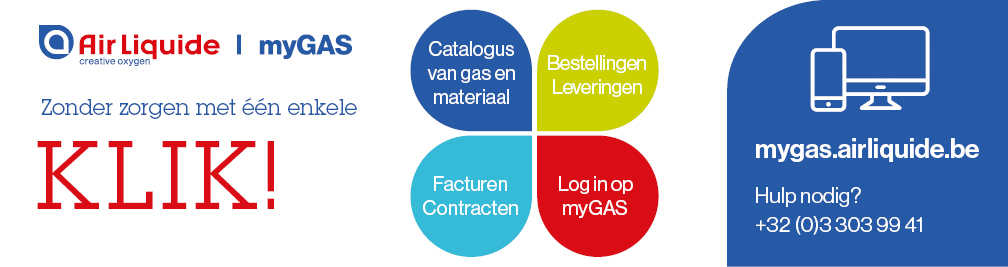 Air Liquide | myGAS
creative oxygen
Zonder zorgen met één enkele
KLIK!
Catalogus
van gas en
materiaal
Bestellingen
Leveringen
Facturen
Contracten
Log in op
myGAS
mygas.airliquide.be
Hulp nodig?
+32 (0)3 303 99 41